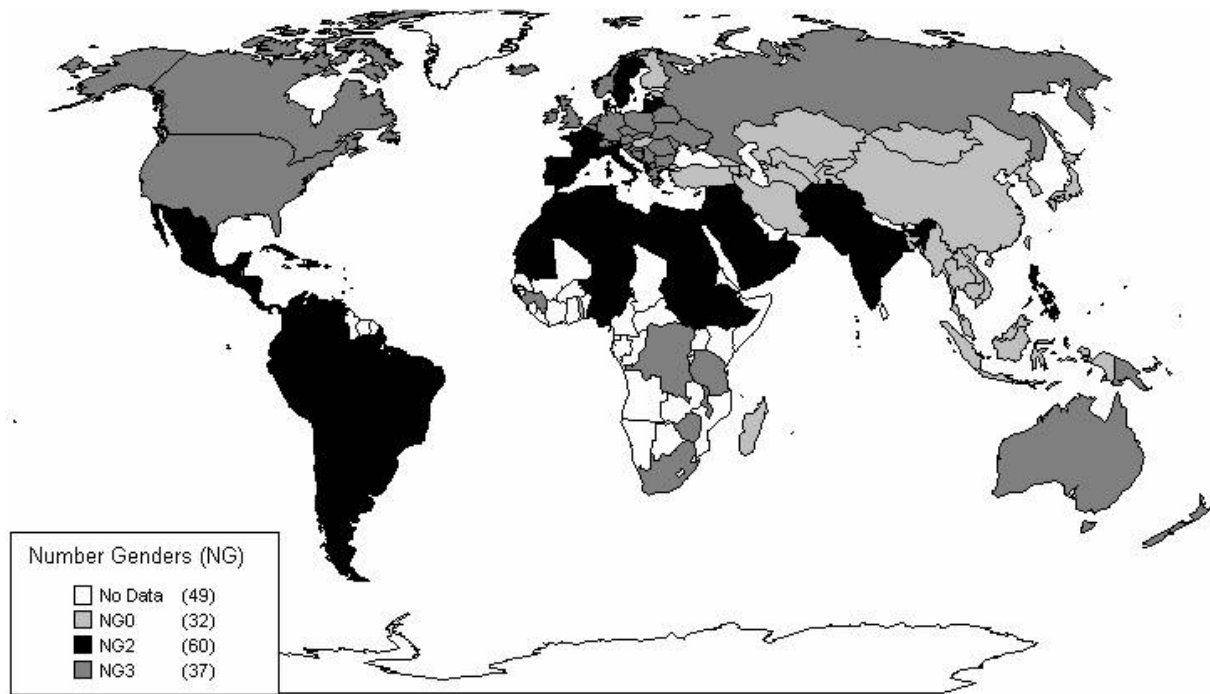 Number Genders (NG)
No Data (49)
NG0 (32)
NG2 (60)
NG3 (37)